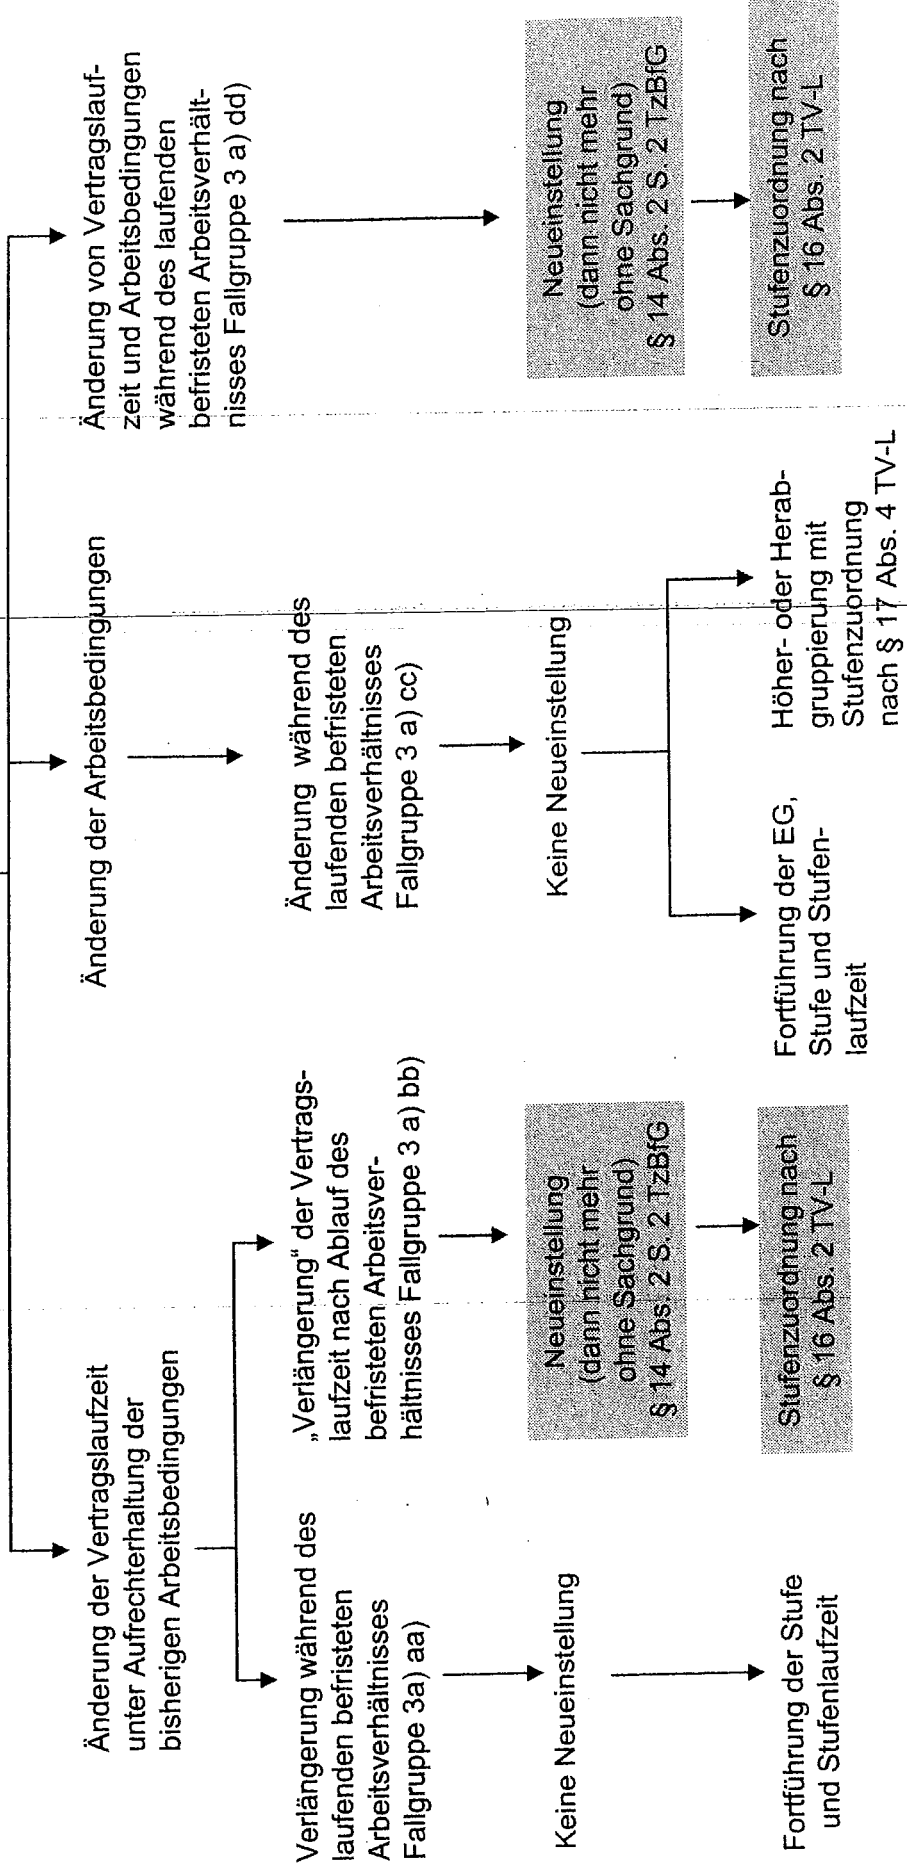 Änderung der Vertragslaufzeit
unter Aufrechterhaltung der
bisherigen Arbeitsbedingungen
Änderung der Arbeitsbedingungen
Änderung von Vertragslauf-
zeit und Arbeitsbedingungen
während des laufenden
befristeten Arbeitsverhält-
nisses Fallgruppe 3 a) dd)
Verlängerung während des
laufenden befristeten
Arbeitsverhältnisses
Fallgruppe 3a) aa)
„Verlängerung“ der Vertrags-
laufzeit nach Ablauf des
befristeten Arbeitsver-
hältnisses Fallgruppe 3 a) bb)
Änderung während des
laufenden befristeten
Arbeitsverhältnisses
Fallgruppe 3 a) cc)
Keine Neueinstellung
Neueinstellung
(dann nicht mehr
ohne Sachgrund)
§ 14 Abs. 2 S. 2 TzBfG
Keine Neueinstellung
Neueinstellung
(dann nicht mehr
ohne Sachgrund)
§ 14 Abs. 2 S. 2 TzBfG
Fortführung der Stufe
und Stufenlaufzeit
Stufenzuordnung nach
§ 16 Abs. 2 TV-L
Fortführung der EG,
Stufe und Stufen-
laufzeit
Höher- oder Herab-
gruppierung mit
Stufenzuordnung
nach § 17 Abs. 4 TV-L
Stufenzuordnung nach
§ 16 Abs. 2 TV-L